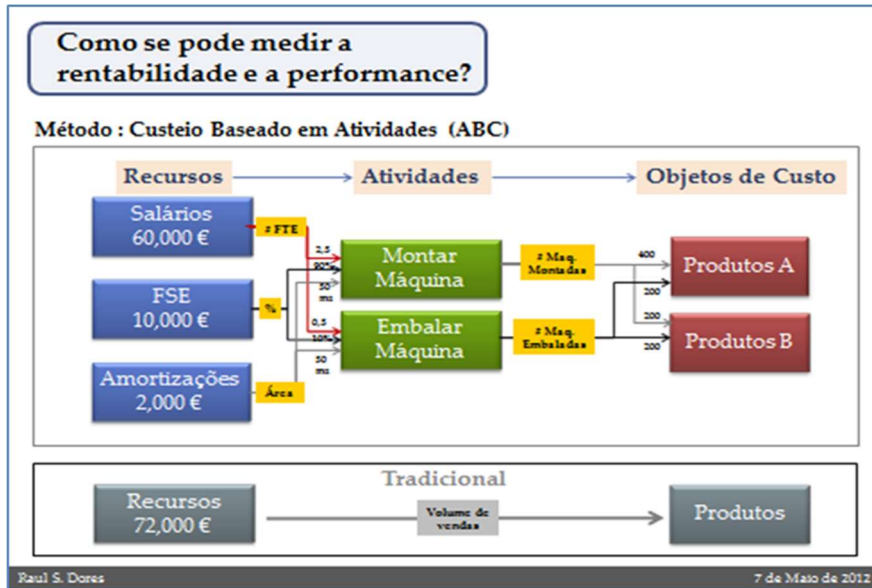 Como se pode medir a
rentabilidade e a performance?
Método : Custeio Baseado em Atividades (ABC)
Recursos
Atividades
Objetos de Custo
Salários
60,000 €
# FTE
2,5
90%
50
m2
Montar
Máquina
# Maq.
Montadas
400
200
Produtos A
FSE
10,000 €
%
0,5
10%
50
m2
Embalar
Máquina
# Maq.
Embaladas
200
200
Produtos B
Amortizações
2,000 €
Área
Tradicional
Recursos
72,000 €
Volume de
vendas
Produtos
Raul S. Dores
7 de Maio de 2012